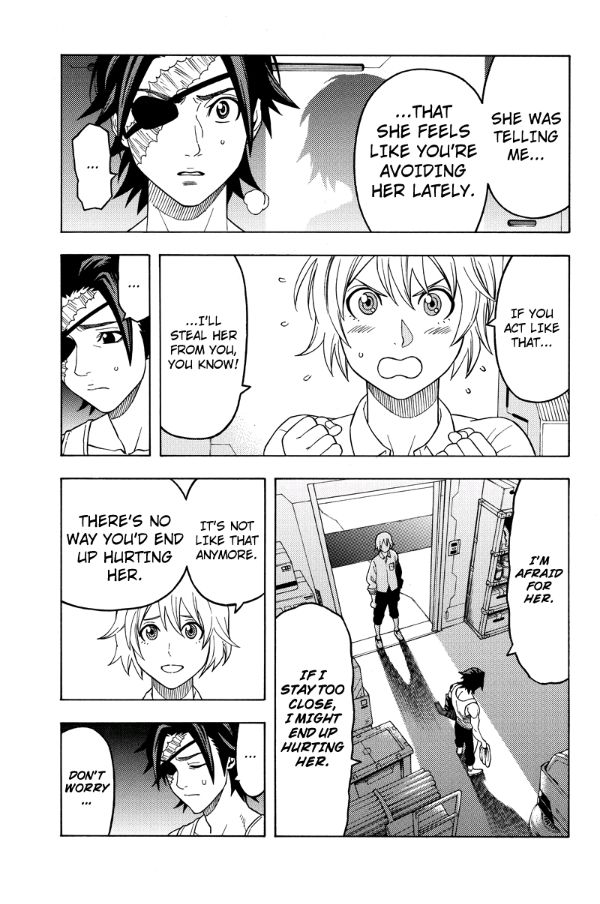 SHE WAS
TELLING
ME...
...THAT
SHE FEELS
LIKE YOU'RE
AVOIDING
HER LATELY.
...
IF YOU
ACT LIKE
THAT...
...I'LL
STEAL HER
FROM YOU,
YOU KNOW!
...
I'M
AFRAID
FOR
HER.
IF I
STAY TOO
CLOSE,
I MIGHT
END UP
HURTING
HER.
IT'S NOT
LIKE THAT
ANYMORE.
THERE'S NO
WAY YOU'D END
UP HURTING
HER.
...
DON'T
WORRY
...